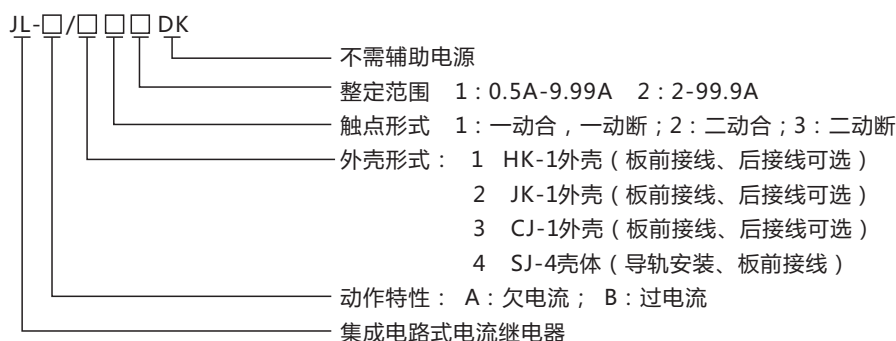 JL-□/□□□DK
不需辅助电源
整定范围 1：0.5A-9.99A 2：2-99.9A
触点形式 1：一动合，一动断；2：二动合；3：二动断
外壳形式： 1 HK-1外壳（板前接线、后接线可选）
2 JK-1外壳（板前接线、后接线可选）
3 CJ-1外壳（板前接线、后接线可选）
4 SJ-4壳体（导轨安装、板前接线）
动作特性： A：欠电流； B：过电流
集成电路式电流继电器